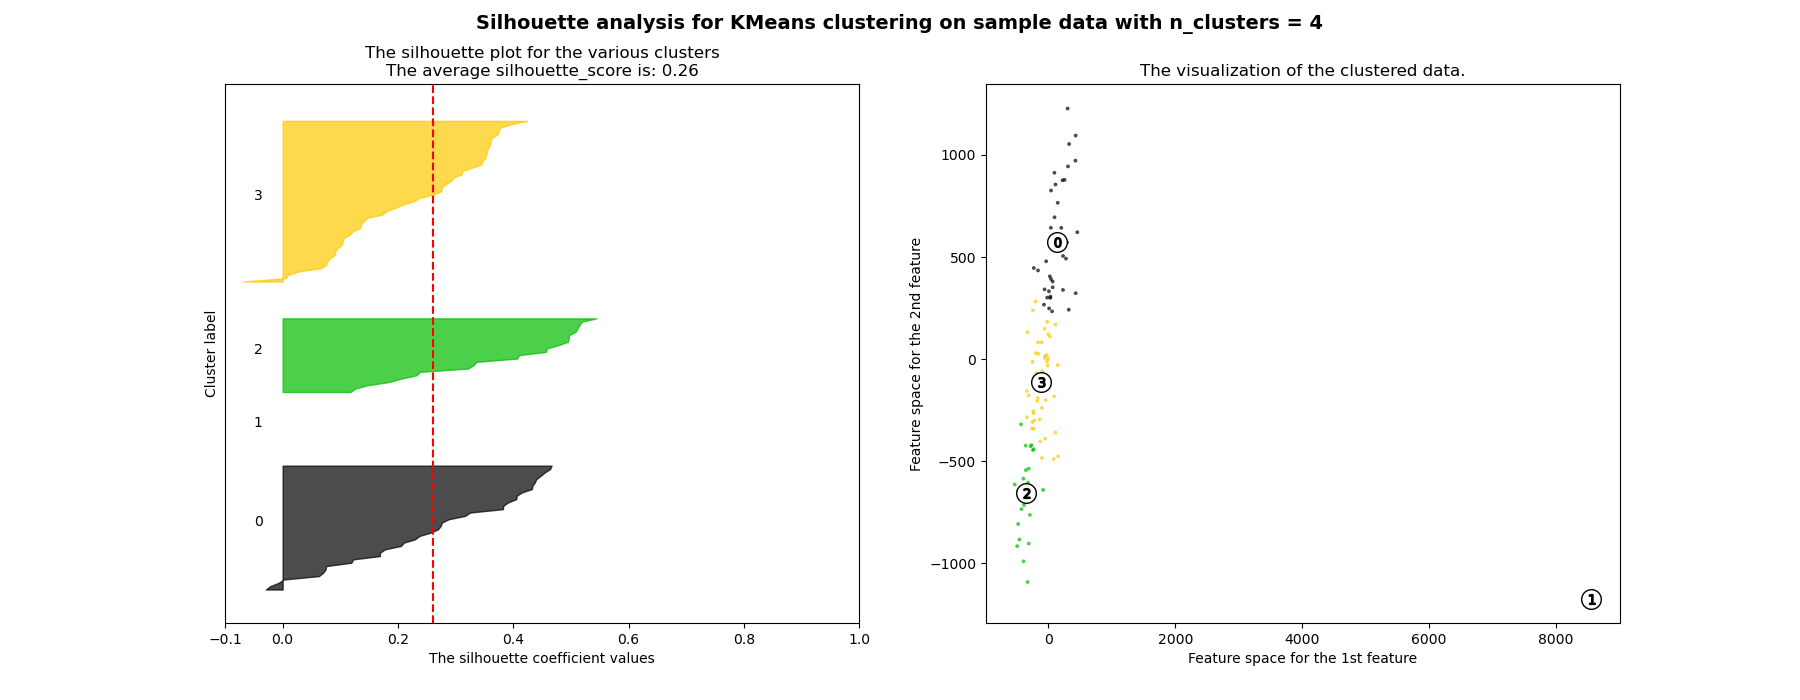 Silhouette analysis for KMeans clustering on sample data with n_clusters = 4
The silhouette plot for the various clusters
The average silhouette_score is: 0.26
3
2
1
0
Cluster label
−0.1 0.0 0.2 0.4 0.6 0.8 1.0
The silhouette coefficient values
The visualization of the clustered data.
1000
500
0
−500
−1000
Feature space for the 2nd feature
0
3
2
1
0 2000 4000 6000 8000
Feature space for the 1st feature